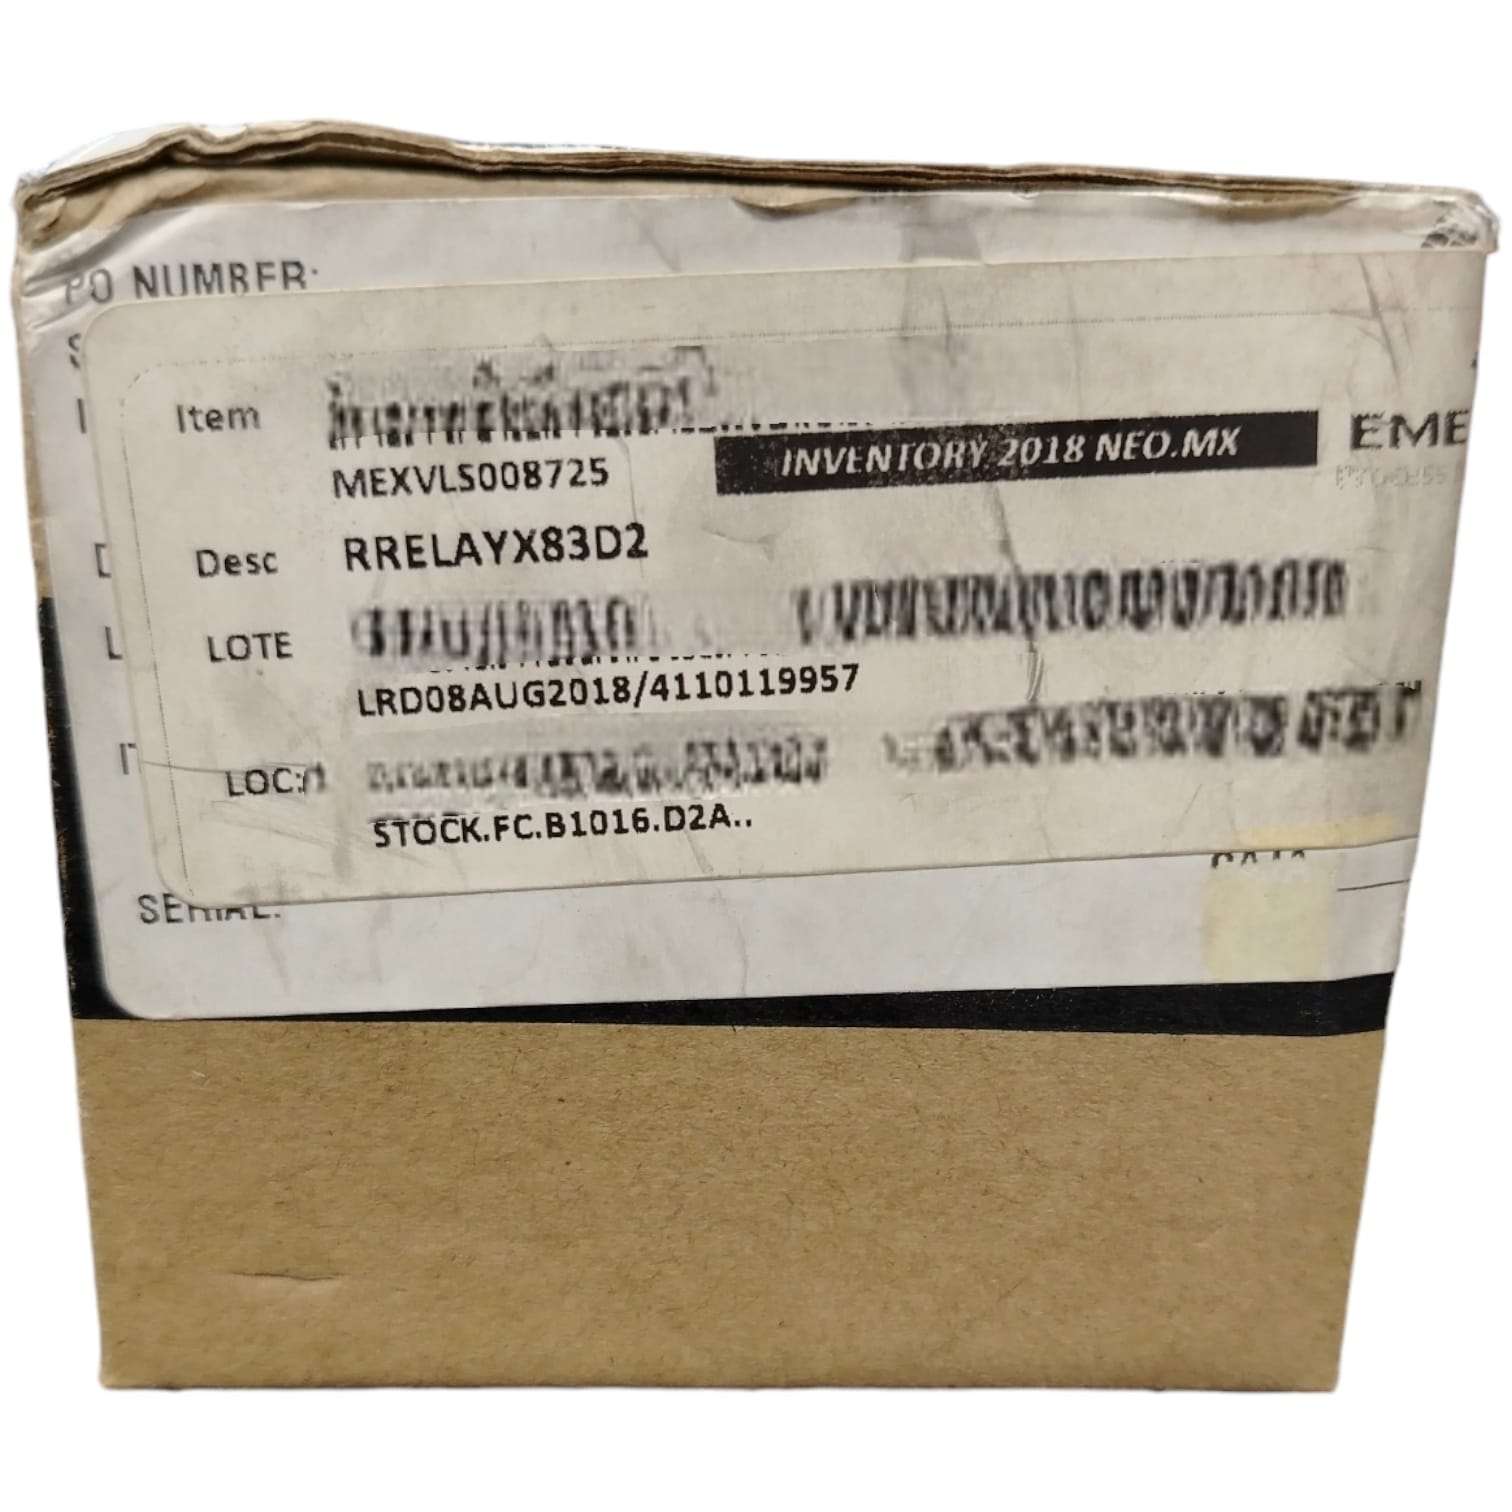 PO NUMBER:
Item
MEXVLS008725
INVENTORY 2018 NEO.MX
EME
PROCESS
Desc RRELAYX83D2
LOTE
LRD08AUG2018/4110119957
LOC:
STOCK.FC.B1016.D2A..
SERIAL: